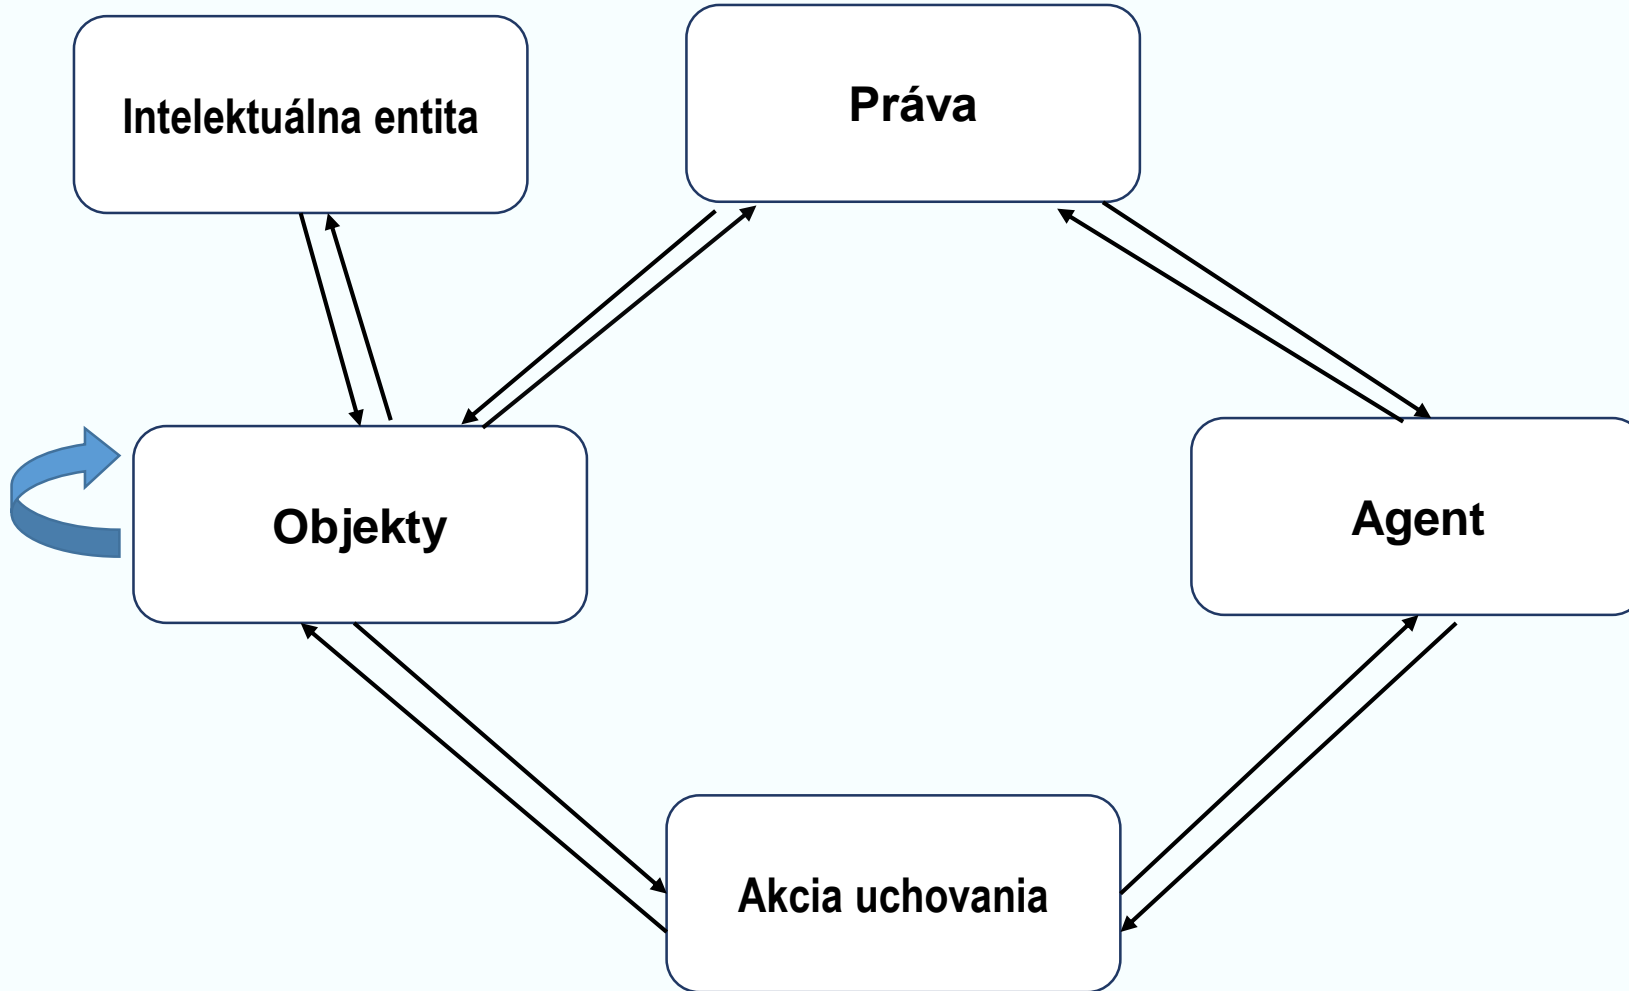 Intelektuálna entita
Práva
Objekty
Agent
Akcia uchovania